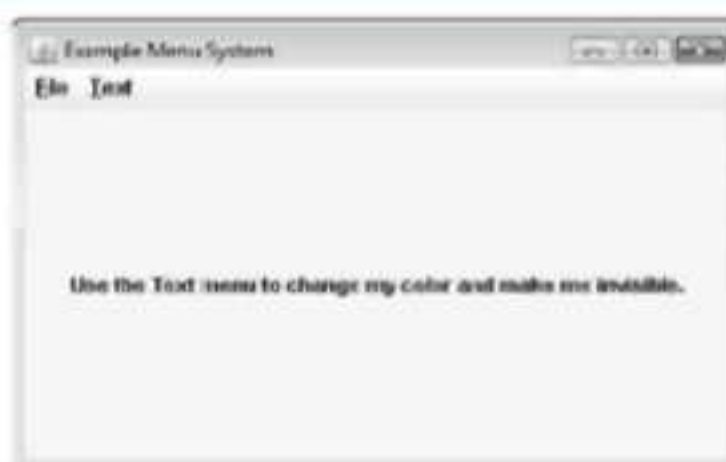 Example Menu System
File Text
Use the Text menu to change my color and make me invisible.